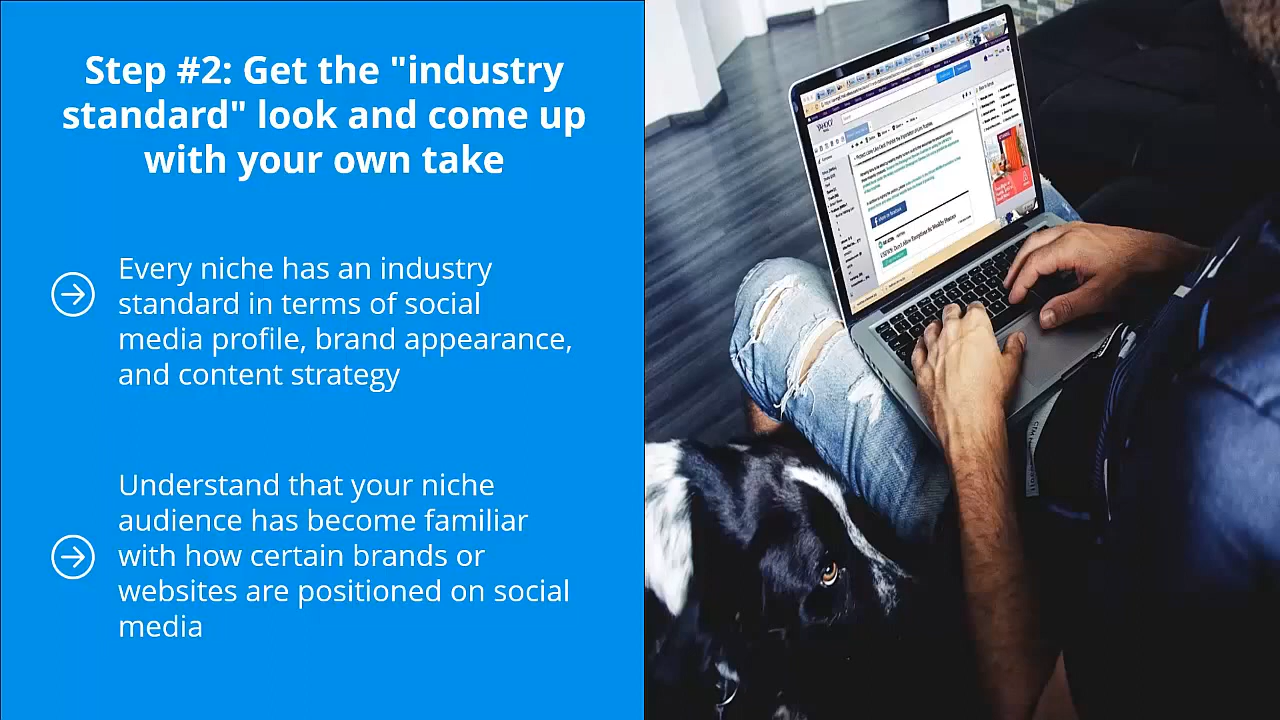 Step #2: Get the "industry
standard" look and come up
with your own take
Every niche has an industry
standard in terms of social
media profile, brand appearance,
and content strategy
Understand that your niche
audience has become familiar
with how certain brands or
websites are positioned on social
media
YAHOO!